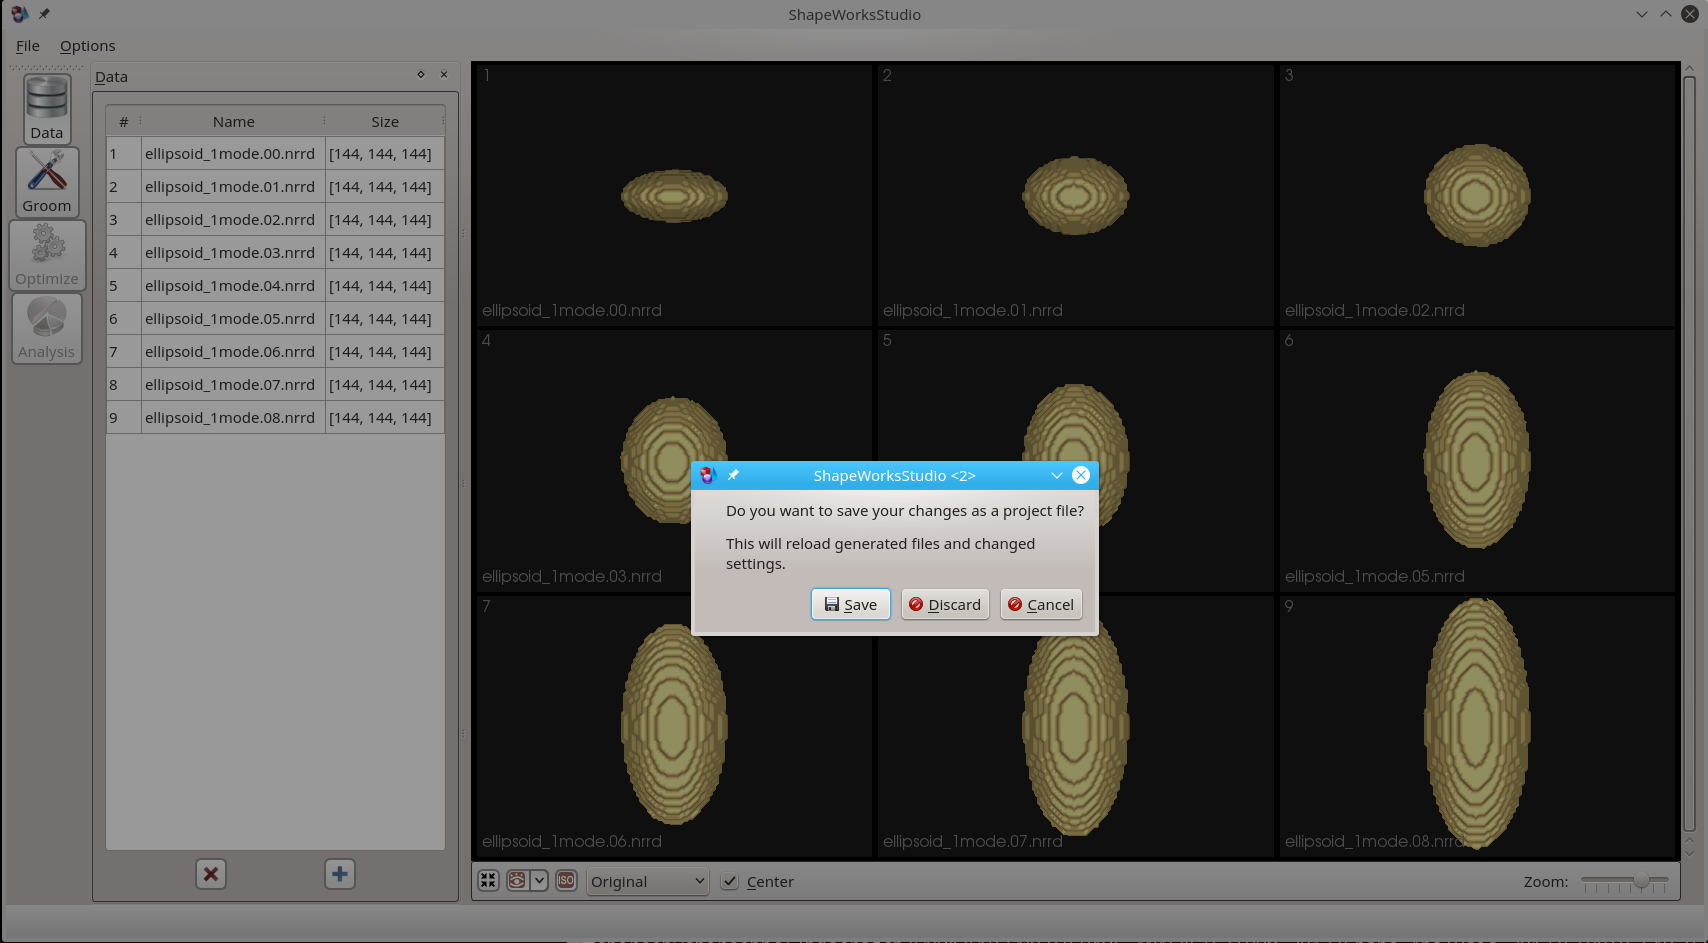 ShapeWorksStudio
File Options
Data
Data
Groom
Optimize
Analysis
# Name Size
1 ellipsoid_1mode.00.nrrd [144, 144, 144]
2 ellipsoid_1mode.01.nrrd [144, 144, 144]
3 ellipsoid_1mode.02.nrrd [144, 144, 144]
4 ellipsoid_1mode.03.nrrd [144, 144, 144]
5 ellipsoid_1mode.04.nrrd [144, 144, 144]
6 ellipsoid_1mode.05.nrrd [144, 144, 144]
7 ellipsoid_1mode.06.nrrd [144, 144, 144]
8 ellipsoid_1mode.07.nrrd [144, 144, 144]
9 ellipsoid_1mode.08.nrrd [144, 144, 144]
1 2 3
ellipsoid_1mode.00.nrrd ellipsoid_1mode.01.nrrd ellipsoid_1mode.02.nrrd
4 5 6
ShapeWorksStudio <2>
Do you want to save your changes as a project file?
This will reload generated files and changed
settings.
Save Discard Cancel
ellipsoid_1mode.03.nrrd ellipsoid_1mode.05.nrrd
7 9
ellipsoid_1mode.06.nrrd ellipsoid_1mode.07.nrrd ellipsoid_1mode.08.nrrd
ISO Original Center Zoom: